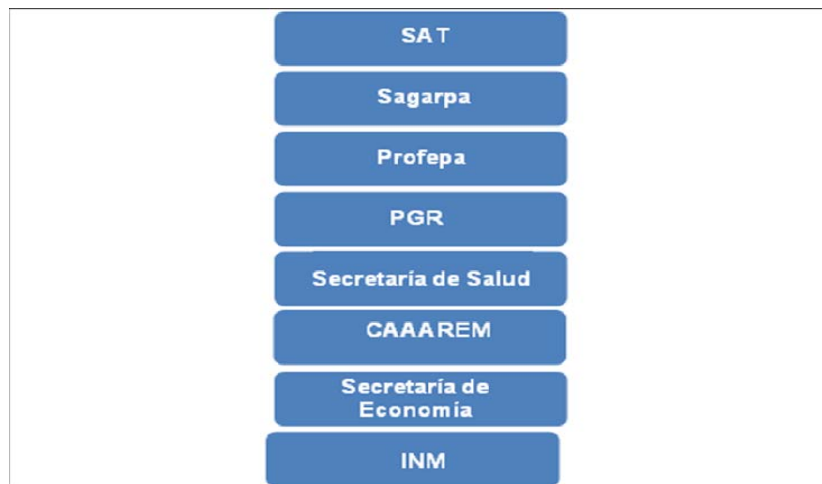 SAT
Sagarpa
Profepa
PGR
Secretaría de Salud
CAAAREM
Secretaría de
Economía
INM